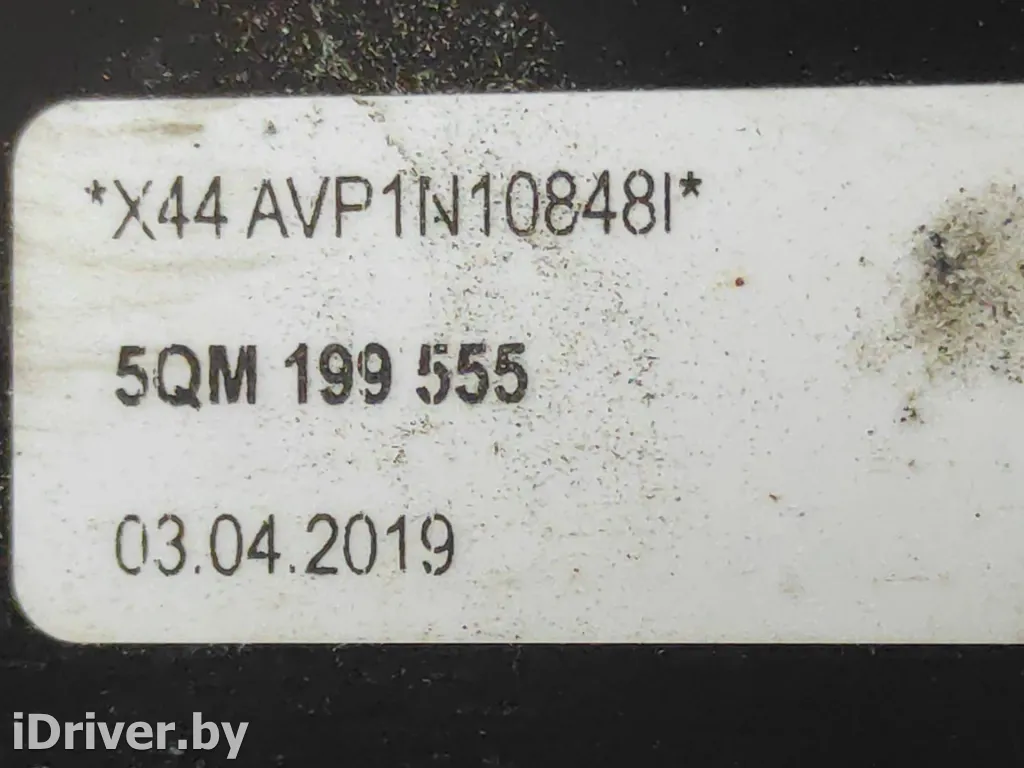 *X44 AVP1N10848I*
5QM 199 555
03.04.2019
iDriver.by